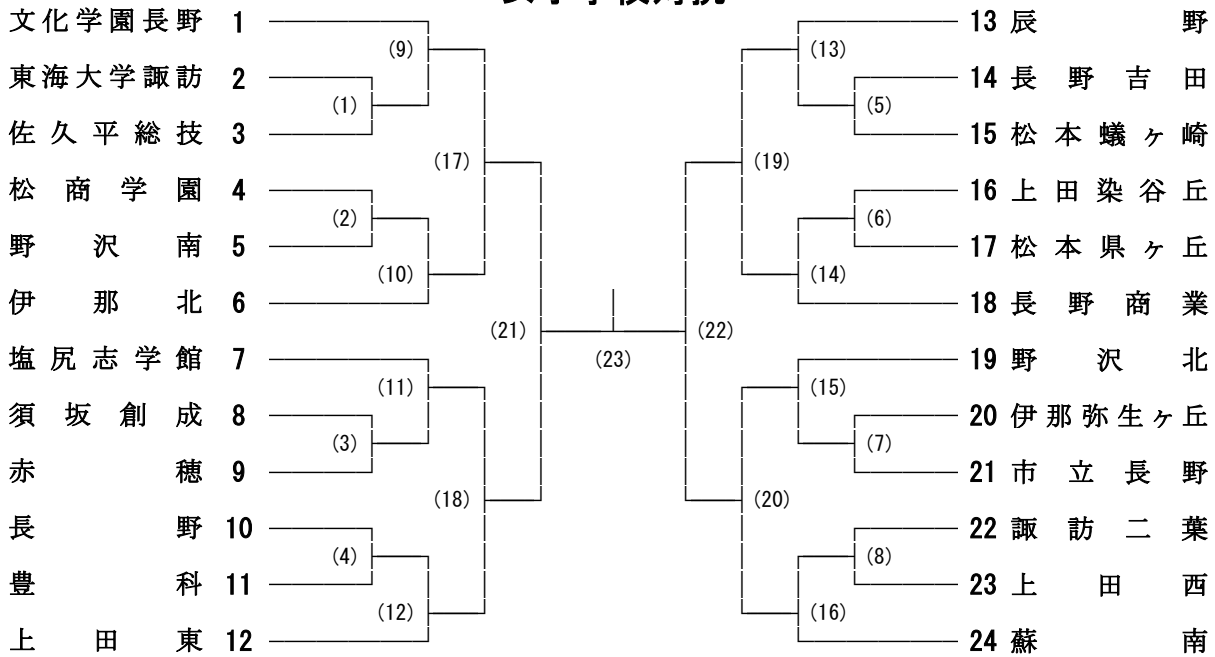 文化学園長野 1
東海大学諏訪 2
佐久平総技 3
松商学園 4
野沢南 5
伊那北 6
塩尻志学館 7
須坂創成 8
赤穂 9
長野 10
豊科 11
上田東 12
(9)
(1)
(17)
(2)
(10)
(21)
(11)
(3)
(18)
(4)
(12)
(23)
(13)
(5)
(19)
(6)
(14)
(22)
(15)
(7)
(20)
(8)
(16)
13 辰野
14 長野吉田
15 松本蟻ヶ崎
16 上田染谷丘
17 松本県ヶ丘
18 長野商業
19 野沢北
20 伊那弥生ヶ丘
21 市立長野
22 諏訪二葉
23 上田西
24 蘇南